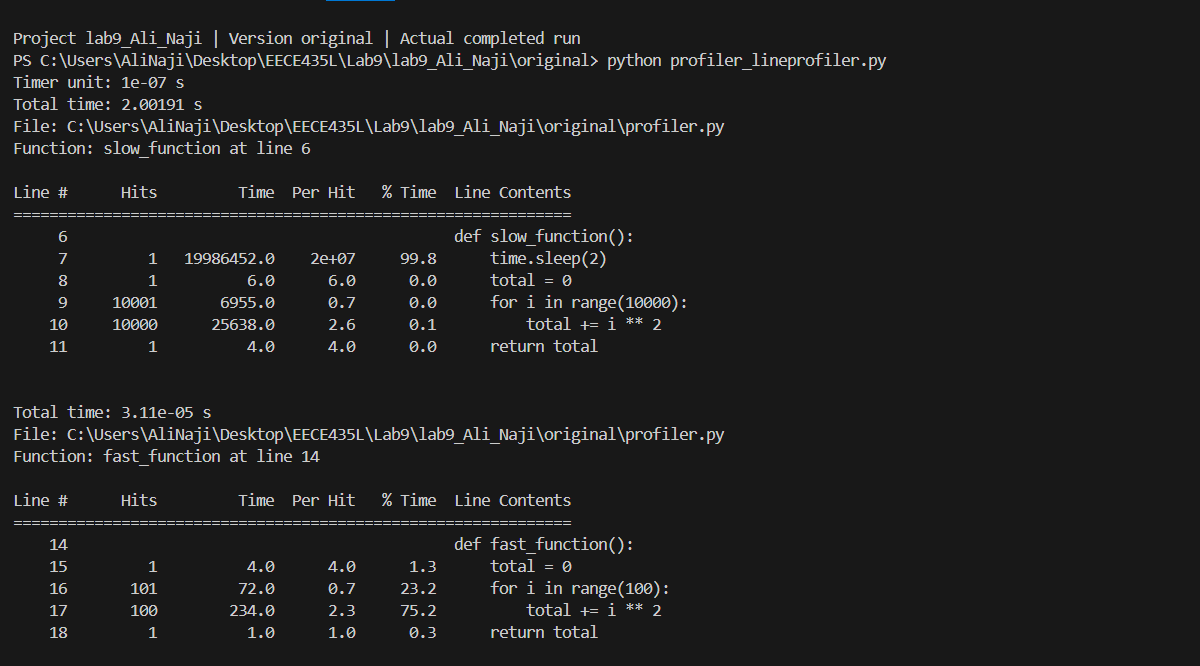 Project lab9_Ali_Naji | Version original | Actual completed run
PS C:\Users\AliNaji\Desktop\EECE435L\Lab9\lab9_Ali_Naji\original> python profiler_lineprofiler.py
Timer unit: 1e-07 s
Total time: 2.00191 s
File: C:\Users\AliNaji\Desktop\EECE435L\Lab9\lab9_Ali_Naji\original\profiler.py
Function: slow_function at line 6

Line #      Hits         Time  Per Hit   % Time  Line Contents
==============================================================
     6                                           def slow_function():
     7         1   19986452.0    2e+07     99.8      time.sleep(2)
     8         1          6.0      6.0      0.0      total = 0
     9     10001       6955.0      0.7      0.0      for i in range(10000):
    10     10000      25638.0      2.6      0.1          total += i ** 2
    11         1          4.0      4.0      0.0      return total

Total time: 3.11e-05 s
File: C:\Users\AliNaji\Desktop\EECE435L\Lab9\lab9_Ali_Naji\original\profiler.py
Function: fast_function at line 14

Line #      Hits         Time  Per Hit   % Time  Line Contents
==============================================================
    14                                           def fast_function():
    15         1          4.0      4.0      1.3      total = 0
    16       101         72.0      0.7     23.2      for i in range(100):
    17       100        234.0      2.3     75.2          total += i ** 2
    18         1          1.0      1.0      0.3      return total